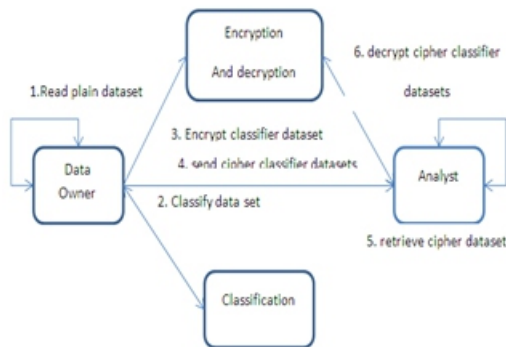 Encryption
And decryption
6. decrypt cipher classifier
datasets
1.Read plain dataset
3. Encrypt classifier dataset
4. send cipher classifier datasets
Data
Owner
Analyst
2. Classify data set
5. retrieve cipher dataset
Classification